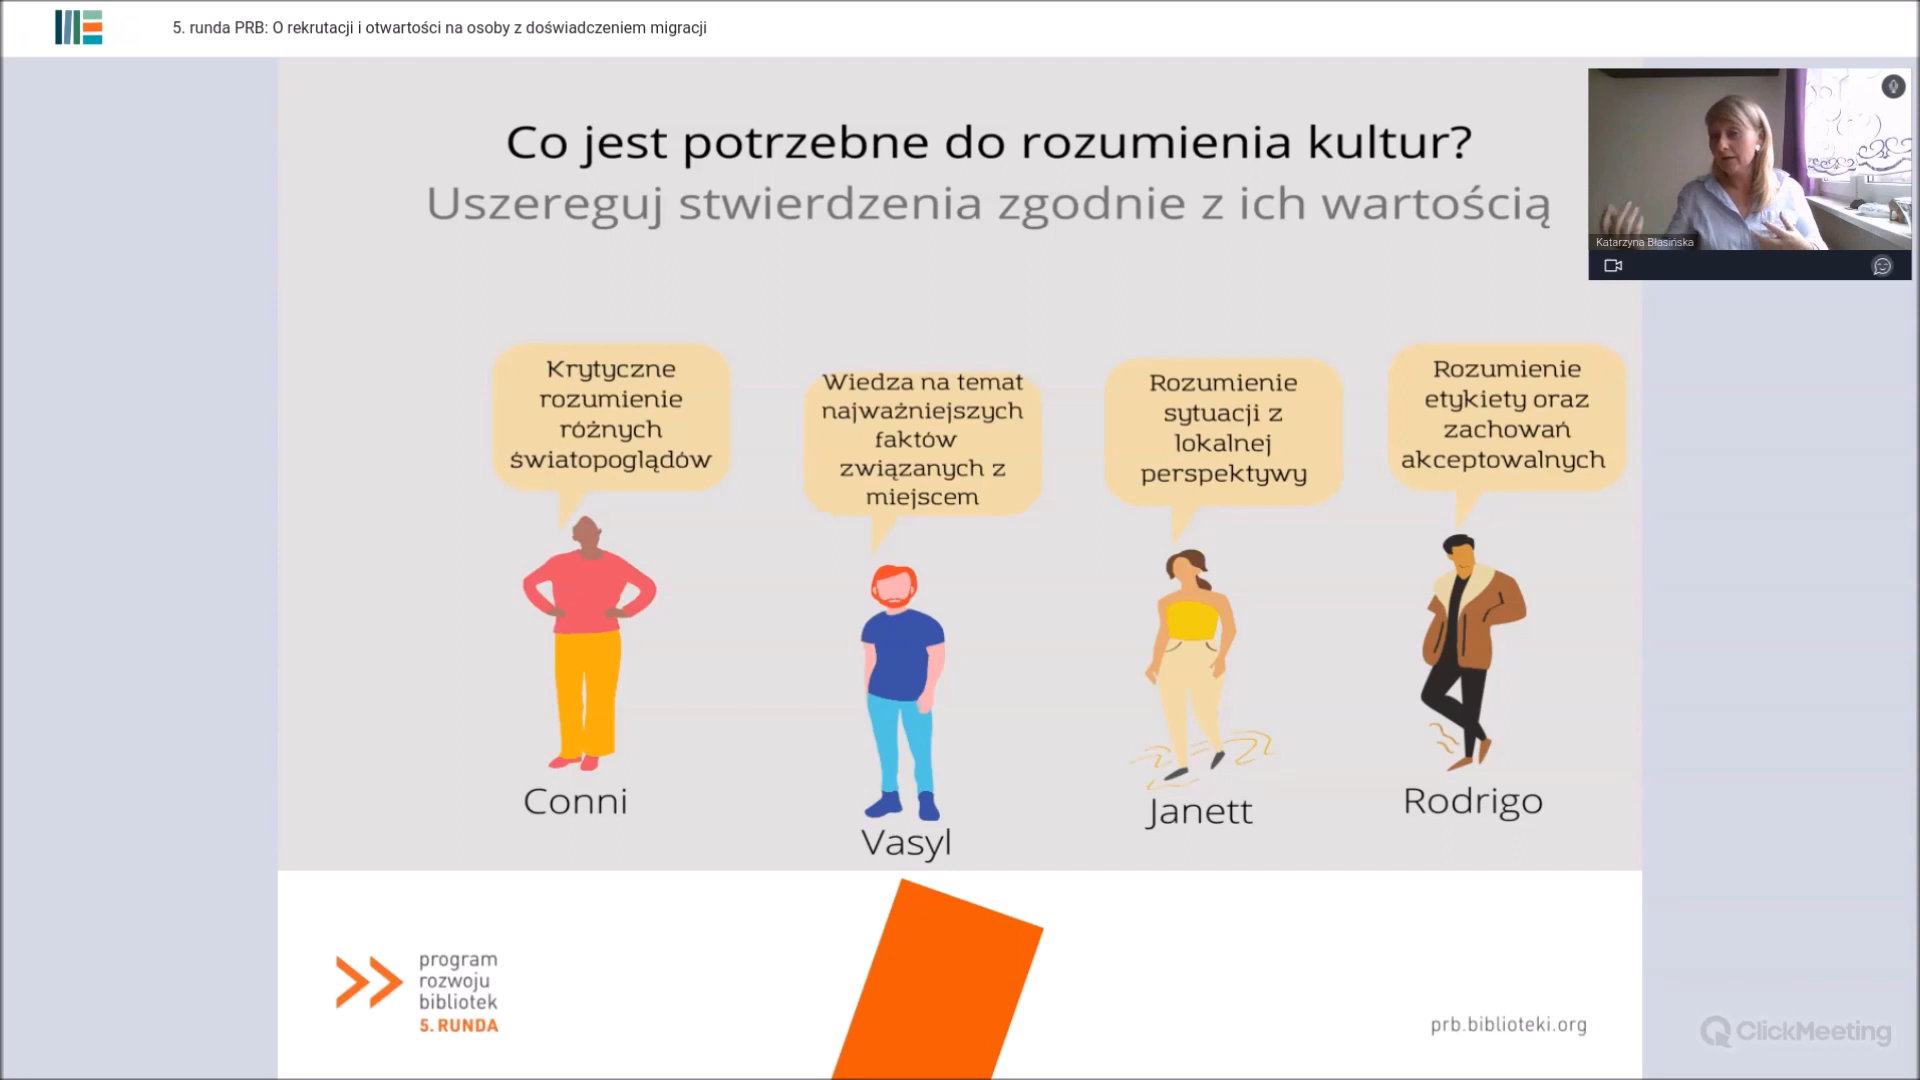 5. runda PRB: O rekrutacji i otwartości na osoby z doświadczeniem migracji
Co jest potrzebne do rozumienia kultur?
Uszereguj stwierdzenia zgodnie z ich wartością
Katarzyna Błasińska
Krytyczne
rozumienie
różnych
światopoglądów
Wiedza na temat
najważniejszych
faktów
związanych z
miejscem
Rozumienie
sytuacji z
lokalnej
perspektywy
Rozumienie
etykiety oraz
zachowań
akceptowalnych
Conni
Vasyl
Janett
Rodrigo
program
rozwoju
bibliotek
5. RUNDA
prb.biblioteki.org
ClickMeeting